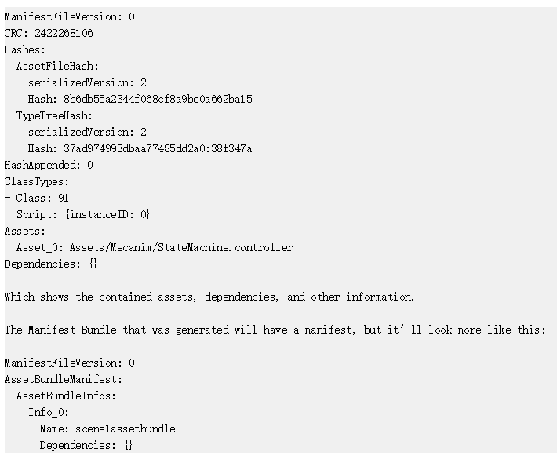 ManifestFileVersion: 0
CRC: 2422268106
Hashes:
AssetFileHash:
serializedVersion: 2
Hash: 8b6db55a2344f068cf8a9be0a662ba15
TypeTreeHash:
serializedVersion: 2
Hash: 37ad974993dbaa77485dd2a0c38f347a
HashAppended: 0
ClassTypes:
- Class: 91
Script: {instanceID: 0}
Assets:
Asset_0: Assets/Mecanim/StateMachine.controller
Dependencies: {}
Which shows the contained assets, dependencies, and other information.
The Manifest Bundle that was generated will have a manifest, but it'll look more like this:
ManifestFileVersion: 0
AssetBundleManifest:
AssetBundleInfos:
Info_0:
Name: scene1assetbundle
Dependencies: {}